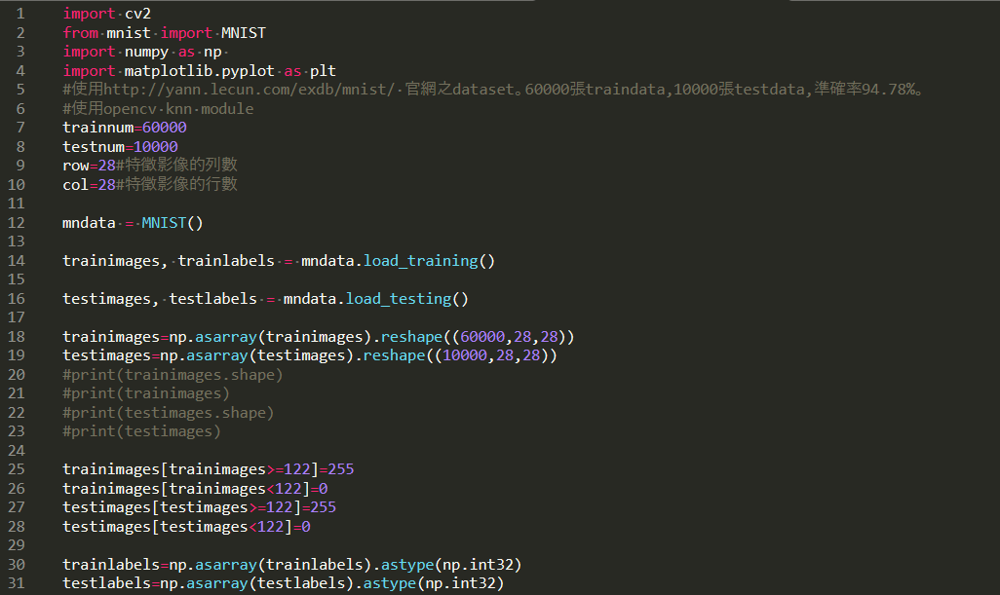 1 import cv2
2 from mnist import MNIST
3 import numpy as np
4 import matplotlib.pyplot as plt
5 #使用http://yann.lecun.com/exdb/mnist/ 官網之dataset。60000張traindata,10000張testdata,準確率94.78%。
6 #使用opencv knn module
7 trainnum=60000
8 testnum=10000
9 row=28#特徵影像的列數
10 col=28#特徵影像的行數
11
12 mndata = MNIST()
13
14 trainimages, trainlabels = mndata.load_training()
15
16 testimages, testlabels = mndata.load_testing()
17
18 trainimages=np.asarray(trainimages).reshape((60000,28,28))
19 testimages=np.asarray(testimages).reshape((10000,28,28))
20 #print(trainimages.shape)
21 #print(trainimages)
22 #print(testimages.shape)
23 #print(testimages)
24
25 trainimages[trainimages>=122]=255
26 trainimages[trainimages<122]=0
27 testimages[testimages>=122]=255
28 testimages[testimages<122]=0
29
30 trainlabels=np.asarray(trainlabels).astype(np.int32)
31 testlabels=np.asarray(testlabels).astype(np.int32)